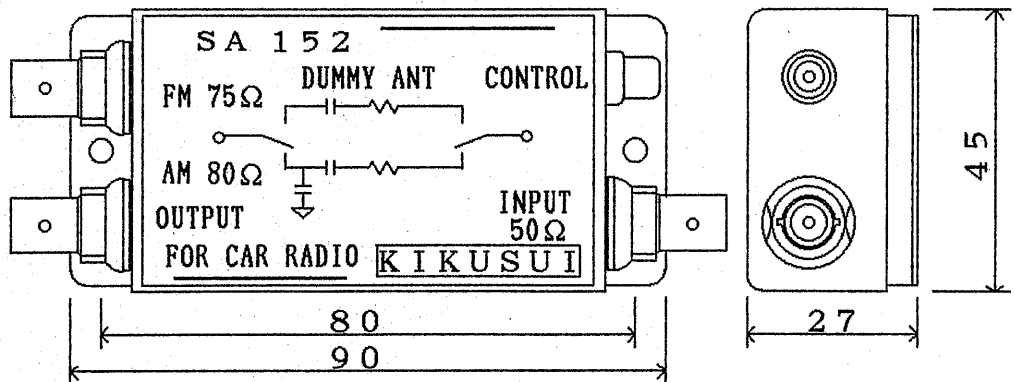 SA 152
DUMMY ANT
CONTROL
FM 75Ω
AM 80Ω
OUTPUT
INPUT
50Ω
FOR CAR RADIO
KIKUSUI
80
90
27
45